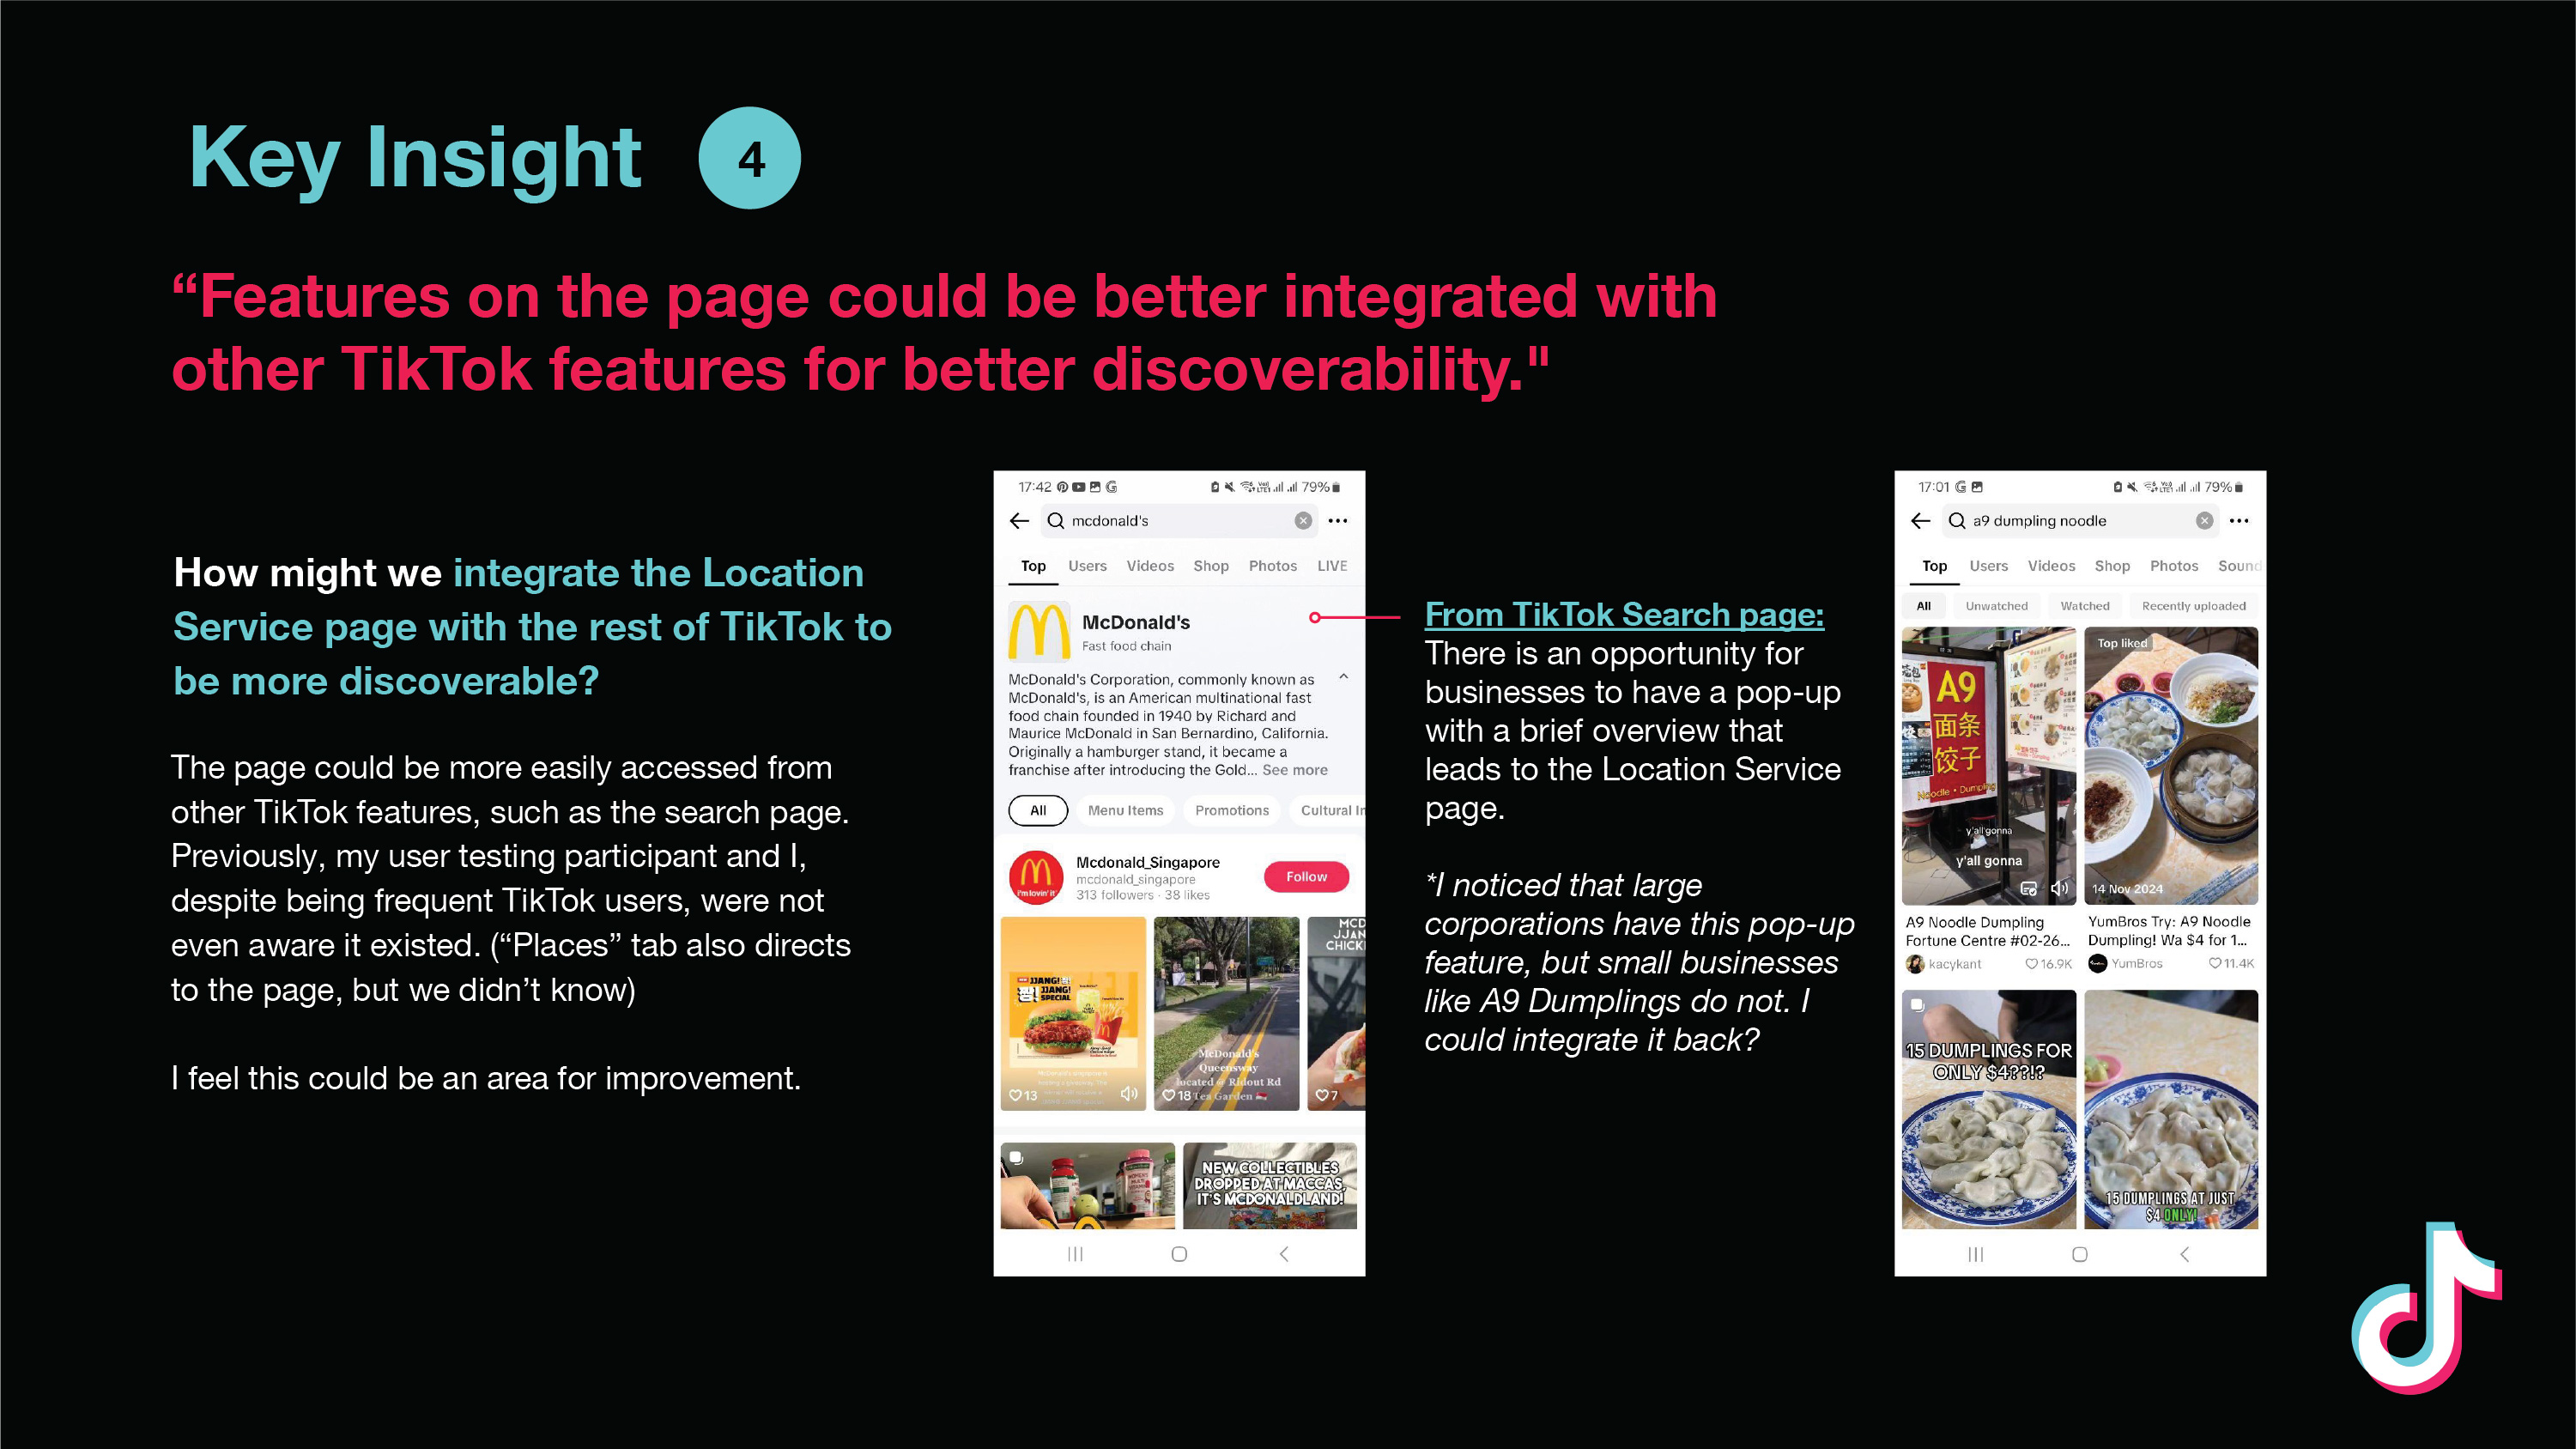 Key Insight 4
“Features on the page could be better integrated with
other TikTok features for better discoverability."
How might we integrate the Location
Service page with the rest of TikTok to
be more discoverable?
The page could be more easily accessed from
other TikTok features, such as the search page.
Previously, my user testing participant and I,
despite being frequent TikTok users, were not
even aware it existed. (“Places” tab also directs
to the page, but we didn’t know)
I feel this could be an area for improvement.
17:42 79%
mcdonald's
Top Users Videos Shop Photos LIVE
McDonald's
Fast food chain
McDonald's Corporation, commonly known as
McDonald's, is an American multinational fast
food chain founded in 1940 by Richard and
Maurice McDonald in San Bernardino, California.
Originally a hamburger stand, it became a
franchise after introducing the Gold... See more
All Menu Items Promotions Cultural In
Mcdonald_Singapore
mcdonald_singapore
313 followers · 38 likes
Follow
i'm lovin' it
JJANG!
JJANG!
SPECIAL
13
McDonald's
Queensway
located @ Ridout Rd
Tea Garden
18
MCD
JJAN
CHICK
7
NEW COLLECTIBLES
DROPPED AT MACCAS,
IT'S MCDONALDLAND!
From TikTok Search page:
There is an opportunity for
businesses to have a pop-up
with a brief overview that
leads to the Location Service
page.
*I noticed that large
corporations have this pop-up
feature, but small businesses
like A9 Dumplings do not. I
could integrate it back?
17:01 79%
a9 dumpling noodle
Top Users Videos Shop Photos Sound
All Unwatched Watched Recently uploaded
A9
面条
饺子
Noodle • Dumpling
y'all gonna
y'all gonna
Top liked
14 Nov 2024
A9 Noodle Dumpling
Fortune Centre #02-26...
kacykant 16.9K
YumBros Try: A9 Noodle
Dumpling! Wa $4 for 1...
YumBros 11.4K
15 DUMPLINGS FOR
ONLY $4??!?
15 DUMPLINGS AT JUST
$4 ONLY!